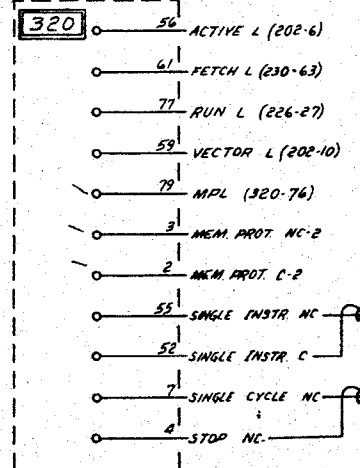 320
56 ACTIVE L (202-6)
61 FETCH L (230-63)
77 RUN L (226-27)
59 VECTOR L (202-10)
79 MPL (320-76)
3 MEM. PROT. NC-2
2 MEM. PROT. C-2
55 SINGLE INSTR. NC
52 SINGLE INSTR. C
7 SINGLE CYCLE NC
4 STOP NC.